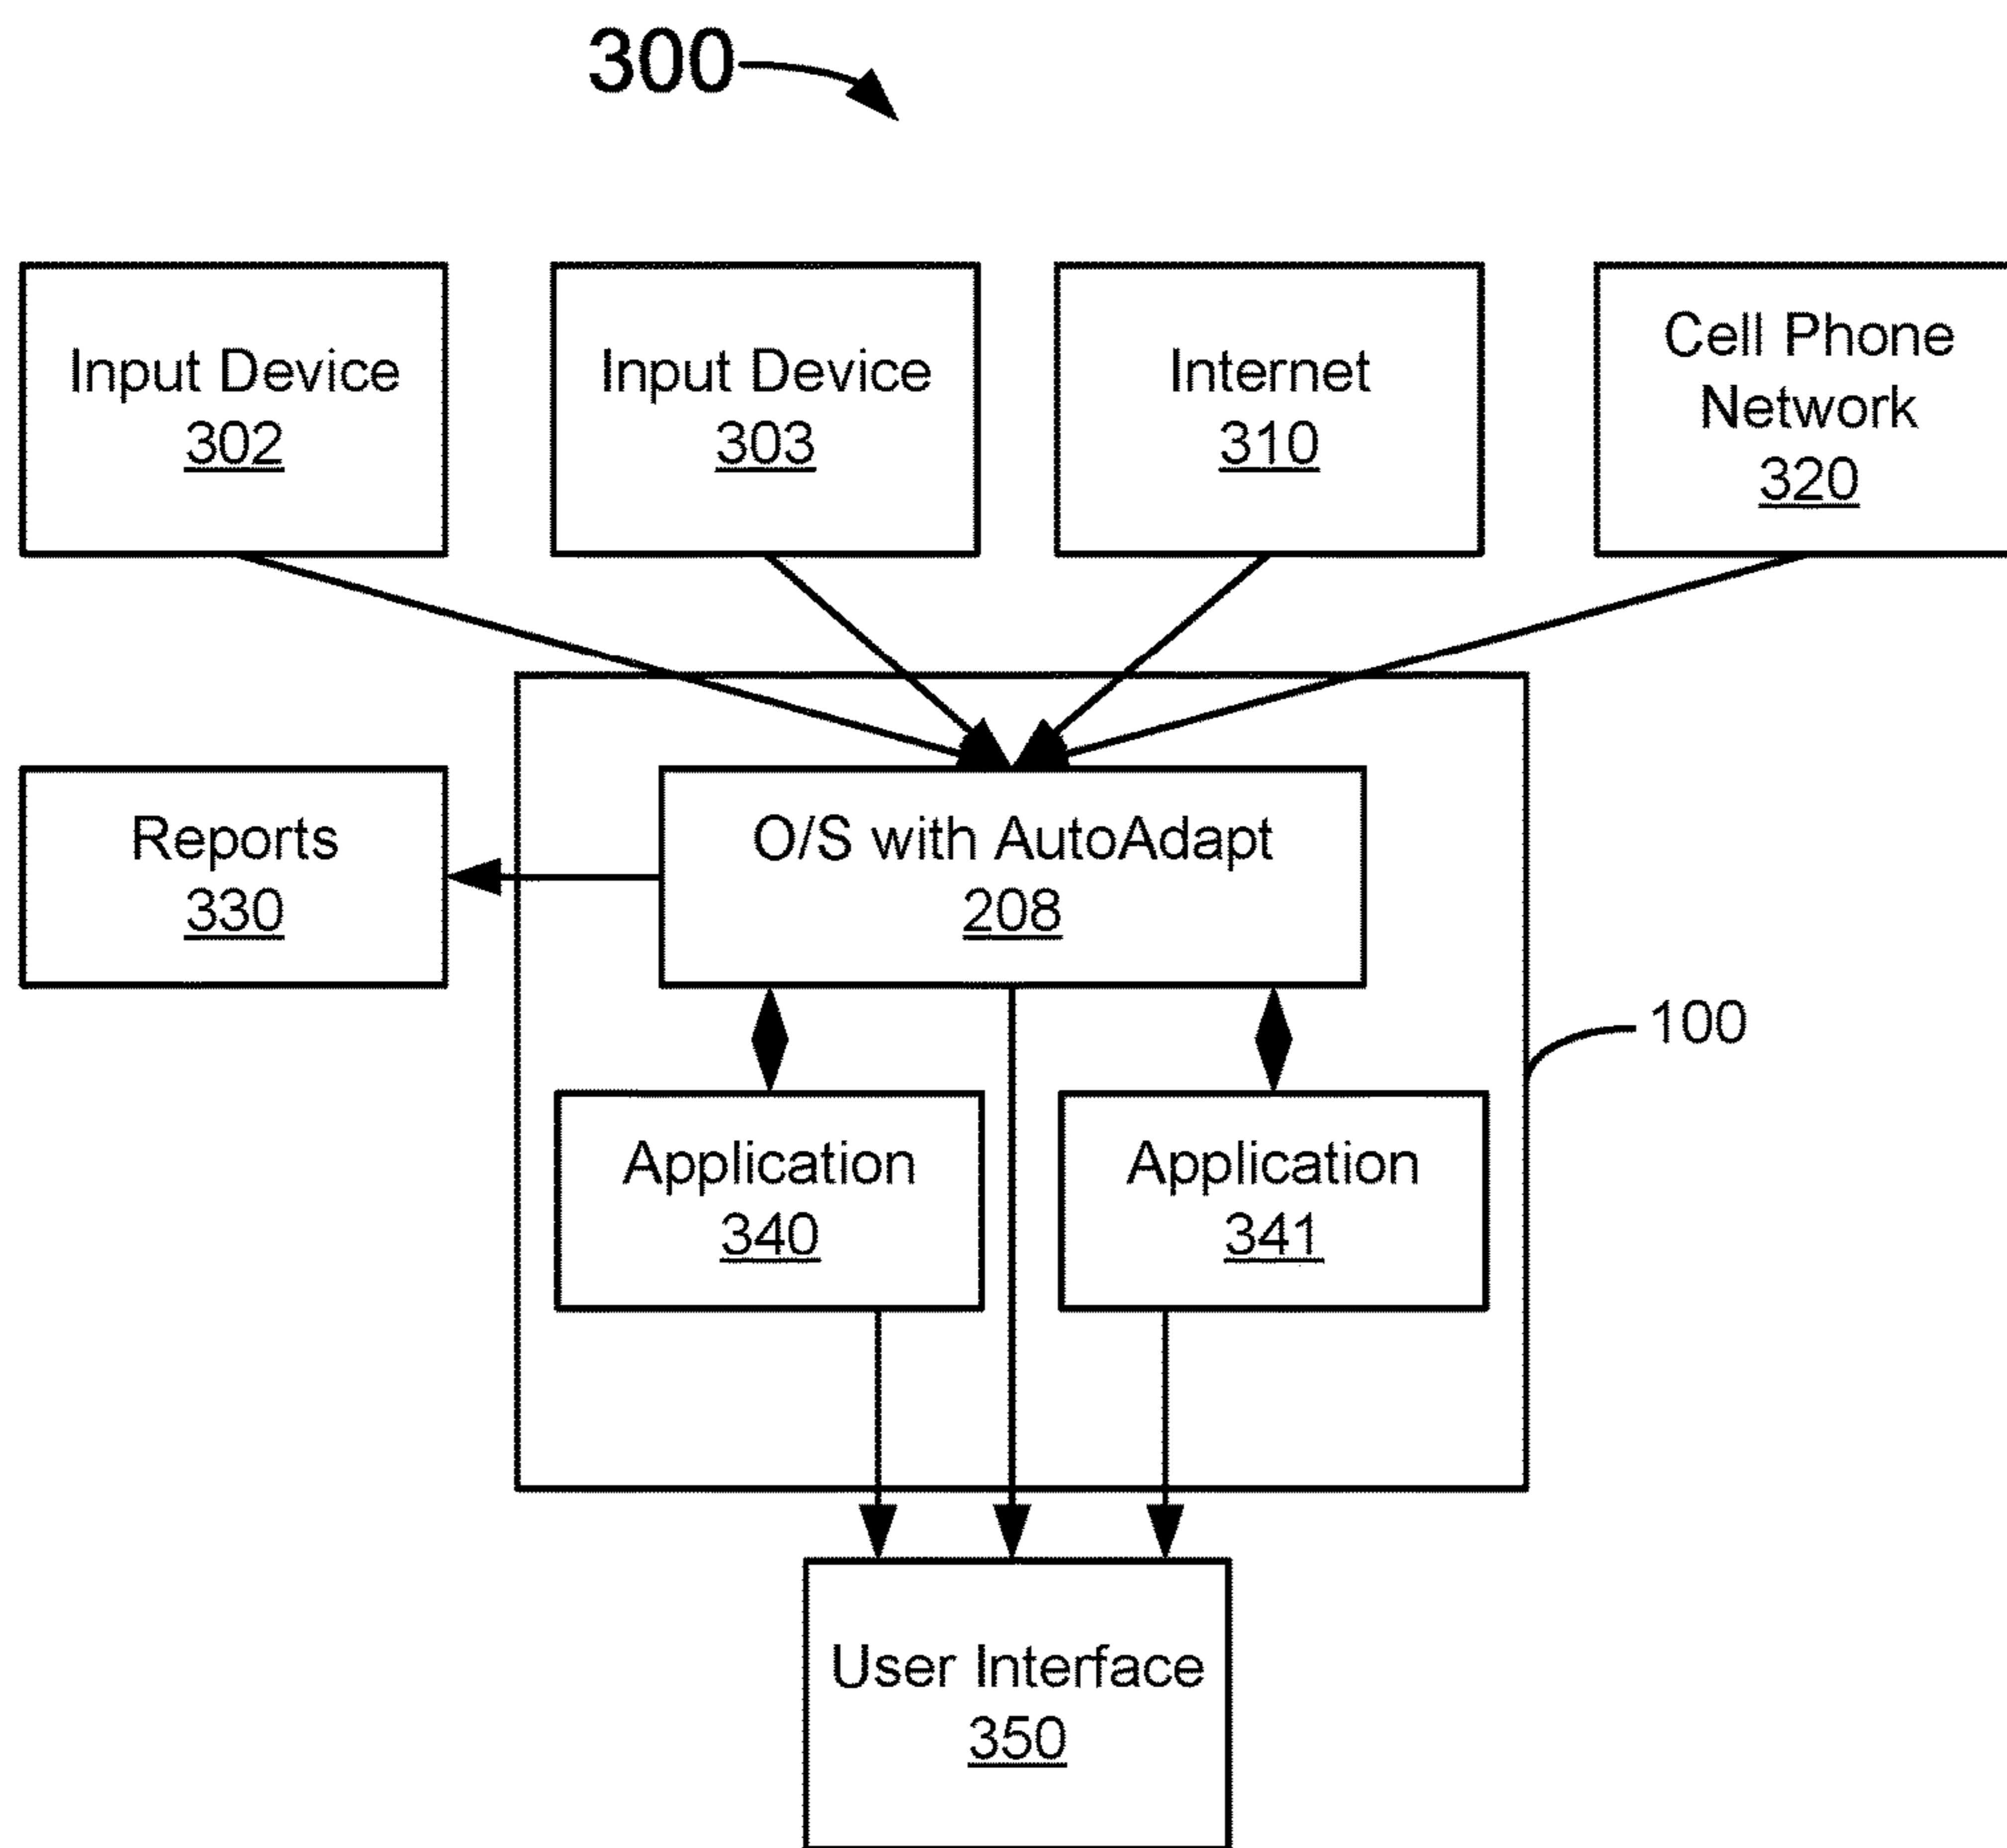 300
Input Device
302
Input Device
303
Internet
310
Cell Phone
Network
320
Reports
330
O/S with AutoAdapt
208
100
Application
340
Application
341
User Interface
350